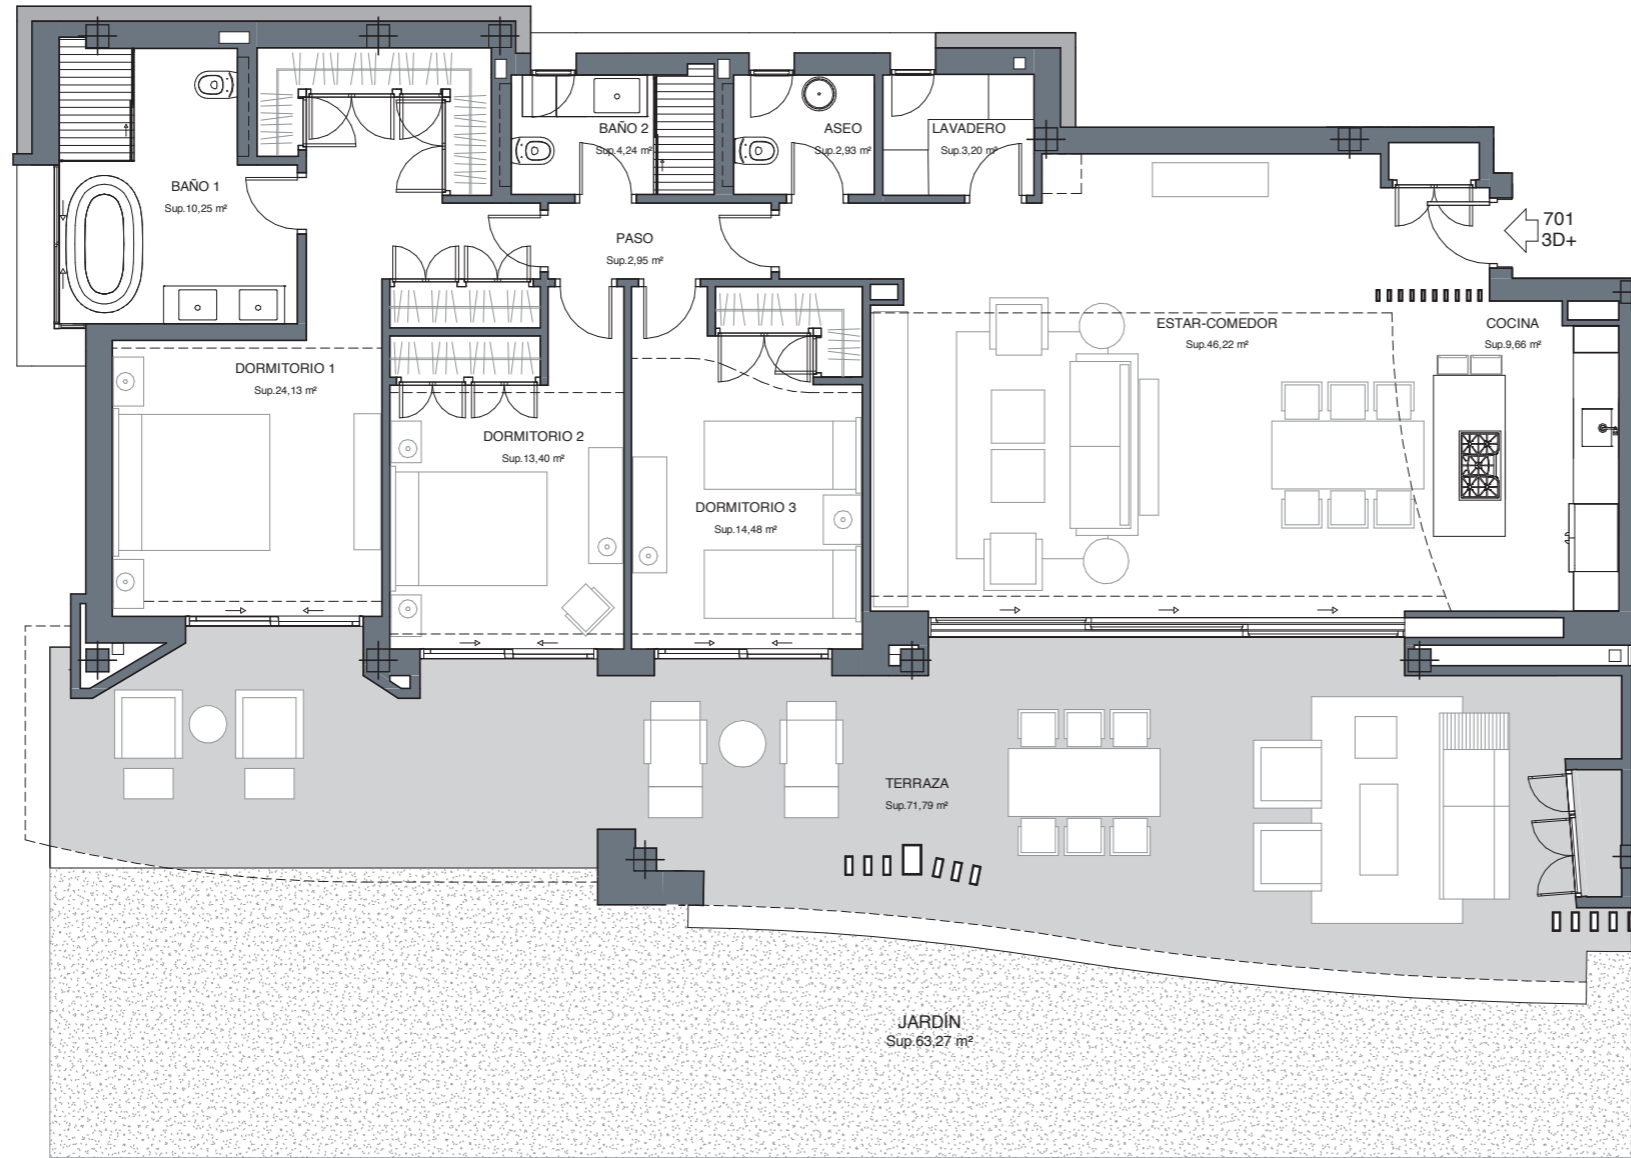 BAÑO 2
Sup.4,24 m²
ASEO
Sup.2,93 m²
LAVADERO
Sup.3,20 m²
BAÑO 1
Sup.10,25 m²
PASO
Sup.2,95 m²
701
3D+
ESTAR-COMEDOR
Sup.46,22 m²
COCINA
Sup.9,66 m²
DORMITORIO 1
Sup.24,13 m²
DORMITORIO 2
Sup.13,40 m²
DORMITORIO 3
Sup.14,48 m²
TERRAZA
Sup.71,79 m²
JARDÍN
Sup.63,27 m²